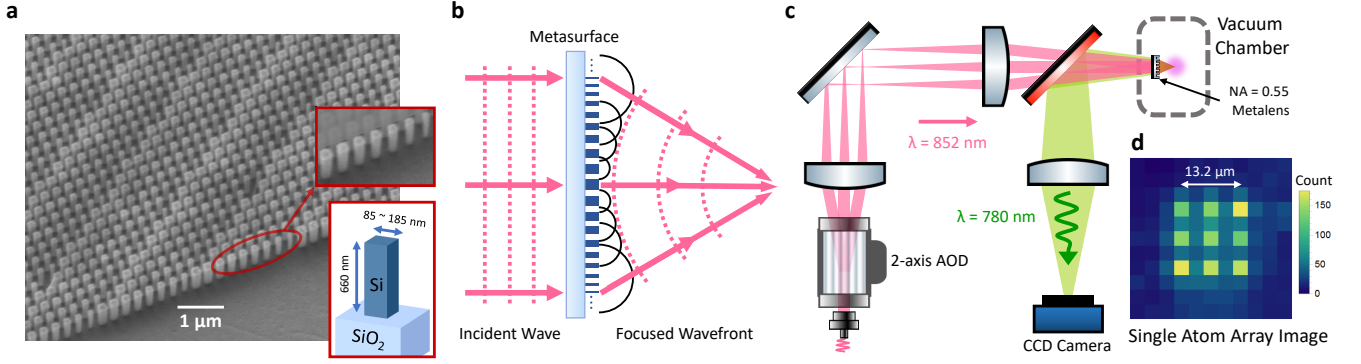 a
1 μm
85 ~ 185 nm
660 nm
Si
SiO2
b
Metasurface
Incident Wave
Focused Wavefront
c
λ = 852 nm
λ = 780 nm
2-axis AOD
CCD Camera
Vacuum
Chamber
NA = 0.55
Metalens
d
13.2 μm
Count
150
100
50
0
Single Atom Array Image